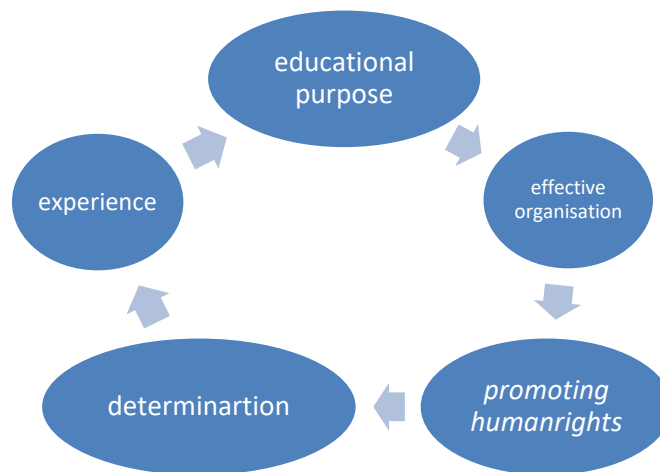 educational
purpose
effective
organisation
promoting
humanrights
determinartion
experience